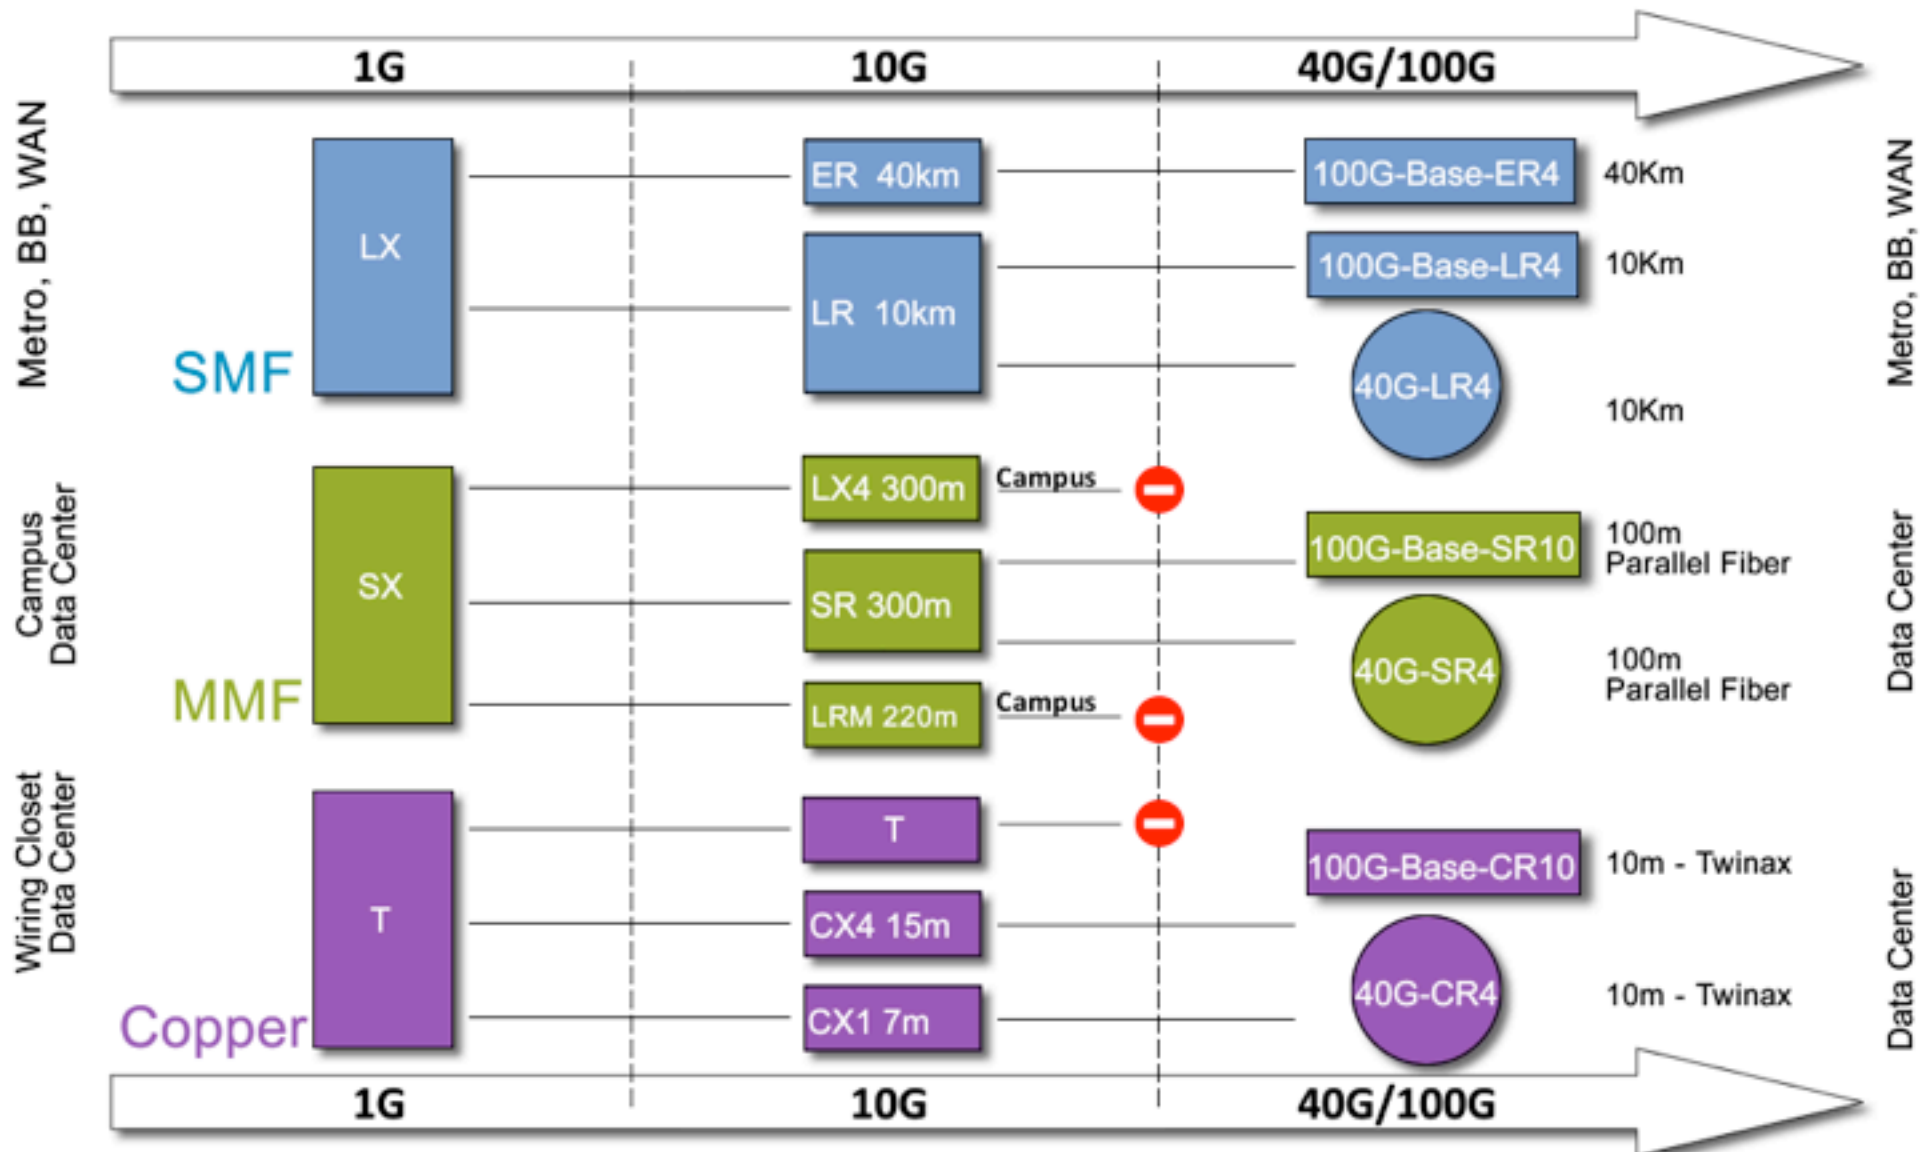 1G 10G 40G/100G
Metro, BB, WAN
SMF
LX
ER 40km
LR 10km
100G-Base-ER4 40Km
100G-Base-LR4 10Km
40G-LR4 10Km
Metro, BB, WAN
Campus
Data Center
MMF
SX
LX4 300m Campus
SR 300m
LRM 220m Campus
100G-Base-SR10
100m
Parallel Fiber
40G-SR4
100m
Parallel Fiber
Data Center
Wiring Closet
Data Center
Copper
T
T
CX4 15m
CX1 7m
100G-Base-CR10 10m - Twinax
40G-CR4 10m - Twinax
Data Center
1G 10G 40G/100G